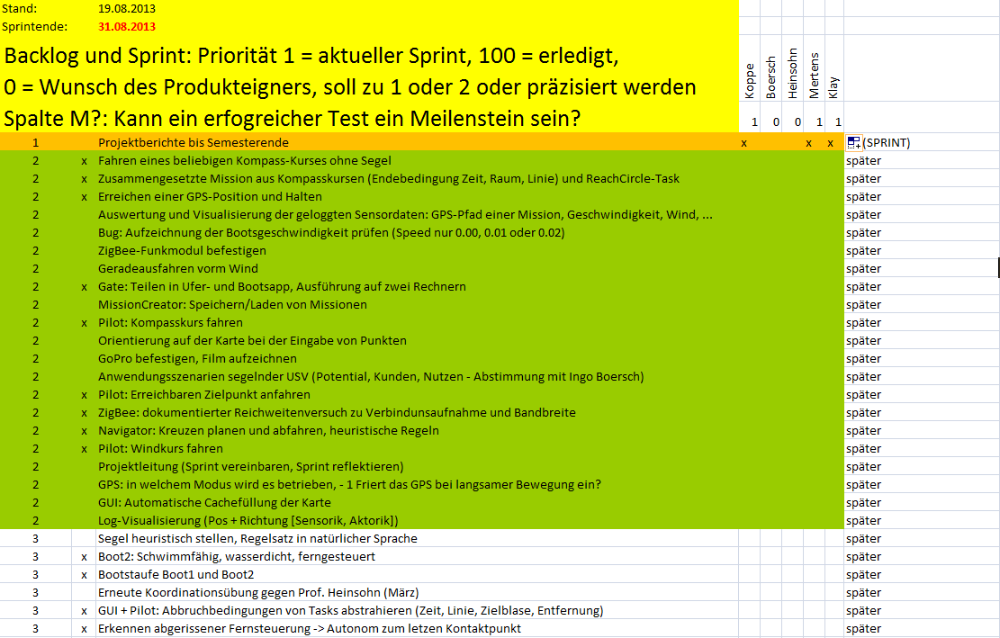 Stand: 19.08.2013
Sprintende: 31.08.2013
Backlog und Sprint: Priorität 1 = aktueller Sprint, 100 = erledigt,
0 = Wunsch des Produkteigners, soll zu 1 oder 2 oder präzisiert werden
Spalte M?: Kann ein erfogreicher Test ein Meilenstein sein?
Koppe Boersch Heinsohn Mertens Klay
1 0 0 1 1
1 Projektberichte bis Semesterende x x x (SPRINT)
2 x Fahren eines beliebigen Kompass-Kurses ohne Segel später
2 x Zusammengesetzte Mission aus Kompasskursen (Endebedingung Zeit, Raum, Linie) und ReachCircle-Task später
2 x Erreichen einer GPS-Position und Halten später
2 Auswertung und Visualisierung der geloggten Sensordaten: GPS-Pfad einer Mission, Geschwindigkeit, Wind, ... später
2 Bug: Aufzeichnung der Bootsgeschwindigkeit prüfen (Speed nur 0.00, 0.01 oder 0.02) später
2 ZigBee-Funkmodul befestigen später
2 Geradeausfahren vorm Wind später
2 x Gate: Teilen in Ufer- und Bootsapp, Ausführung auf zwei Rechnern später
2 MissionCreator: Speichern/Laden von Missionen später
2 x Pilot: Kompasskurs fahren später
2 Orientierung auf der Karte bei der Eingabe von Punkten später
2 GoPro befestigen, Film aufzeichnen später
2 Anwendungsszenarien segelnder USV (Potential, Kunden, Nutzen - Abstimmung mit Ingo Boersch) später
2 x Pilot: Erreichbaren Zielpunkt anfahren später
2 x ZigBee: dokumentierter Reichweitenversuch zu Verbindunsaufnahme und Bandbreite später
2 x Navigator: Kreuzen planen und abfahren, heuristische Regeln später
2 x Pilot: Windkurs fahren später
2 Projektleitung (Sprint vereinbaren, Sprint reflektieren) später
2 GPS: in welchem Modus wird es betrieben, - 1 Friert das GPS bei langsamer Bewegung ein? später
2 GUI: Automatische Cachefüllung der Karte später
2 Log-Visualisierung (Pos + Richtung [Sensorik, Aktorik]) später
3 Segel heuristisch stellen, Regelsatz in natürlicher Sprache später
3 x Boot2: Schwimmfähig, wasserdicht, ferngesteuert später
3 x Bootstaufe Boot1 und Boot2 später
3 Erneute Koordinationsübung gegen Prof. Heinsohn (März) später
3 x GUI + Pilot: Abbruchbedingungen von Tasks abstrahieren (Zeit, Linie, Zielblase, Entfernung) später
3 x Erkennen abgerissener Fernsteuerung -> Autonom zum letzen Kontaktpunkt später